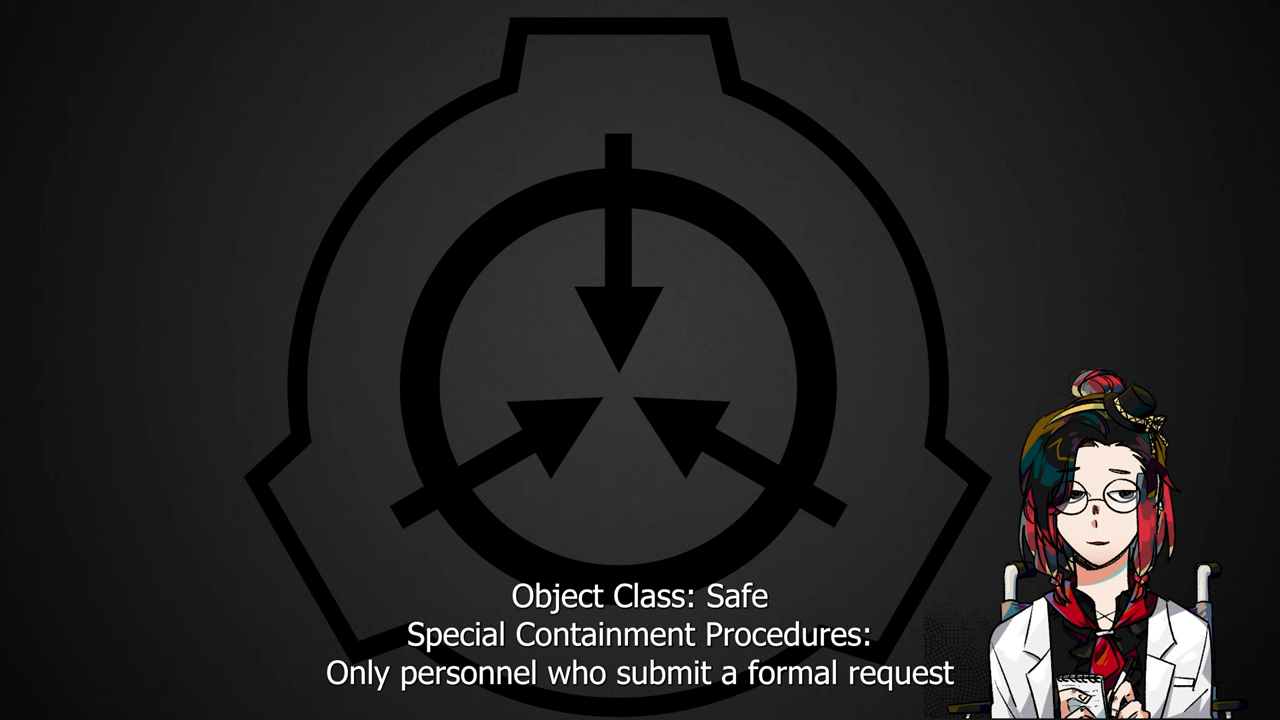 Object Class: Safe
Special Containment Procedures:
Only personnel who submit a formal request